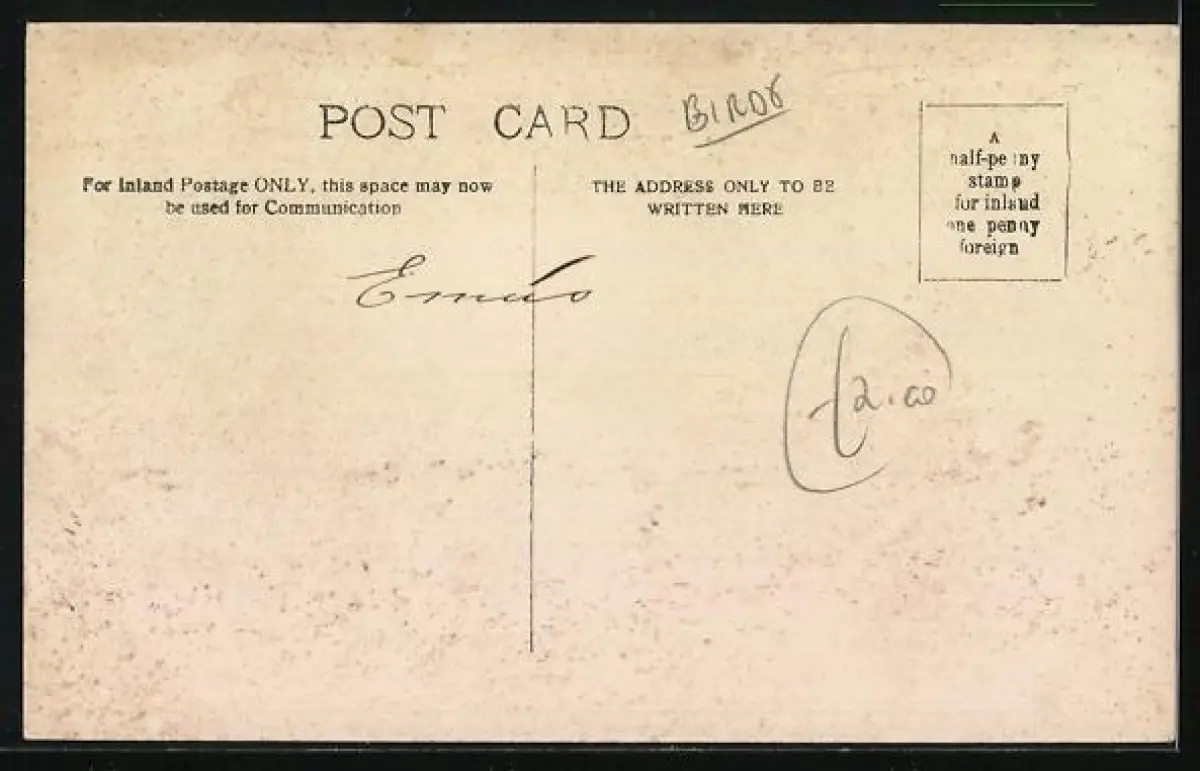 POST CARD
BIRDS
For Inland Postage ONLY, this space may now
be used for Communication
THE ADDRESS ONLY TO BE
WRITTEN HERE
A
half-penny
stamp
for inland
one penny
foreign
Emus
£2.00